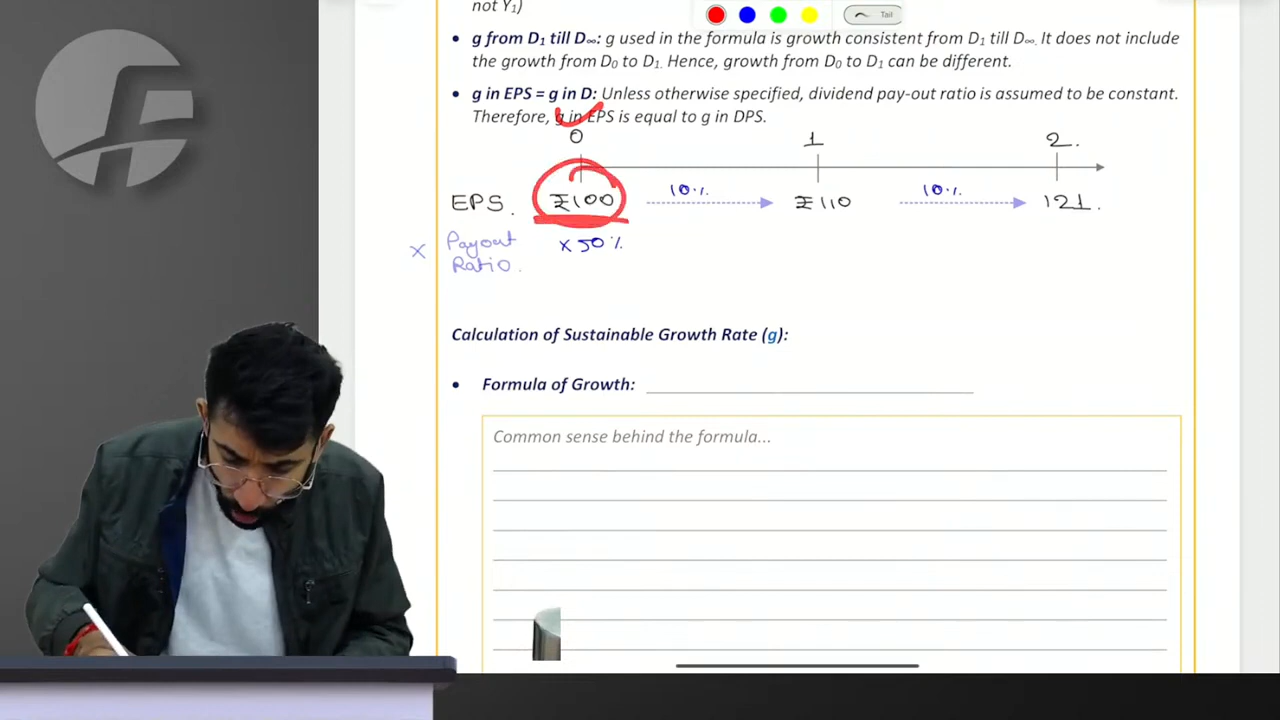 not Y₁)
Tail
• g from D₁ till D∞: g used in the formula is growth consistent from D₁ till D∞. It does not include
the growth from D₀ to D₁. Hence, growth from D₀ to D₁ can be different.
• g in EPS = g in D: Unless otherwise specified, dividend pay-out ratio is assumed to be constant.
Therefore, g in EPS is equal to g in DPS.
0 1 2.
EPS. ₹100 10% ₹110 10% 121.
x Payout x 50%
Ratio.
Calculation of Sustainable Growth Rate (g):
• Formula of Growth:
Common sense behind the formula...